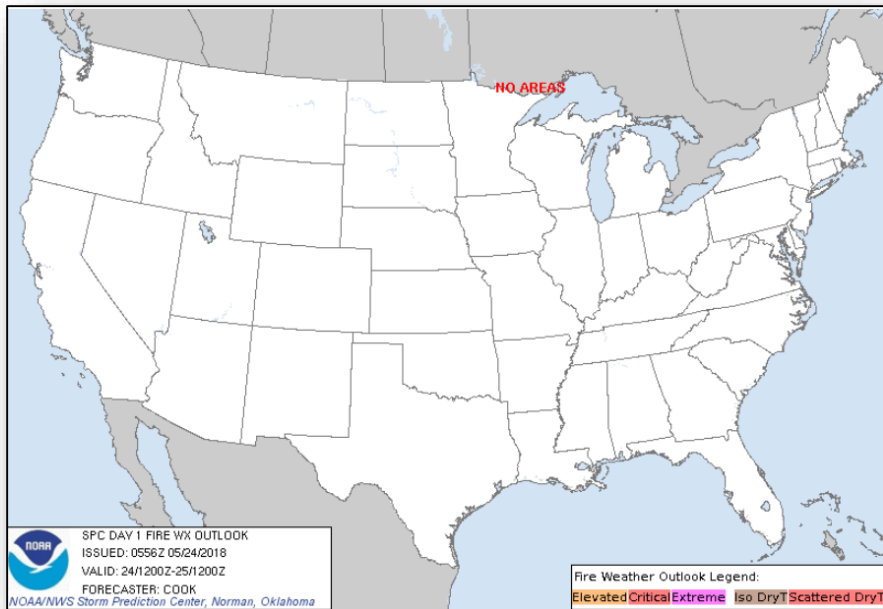 NO AREAS
NOAA
SPC DAY 1 FIRE WX OUTLOOK
ISSUED: 0556Z 05/24/2018
VALID: 24/1200Z-25/1200Z
FORECASTER: COOK
NOAA/NWS Storm Prediction Center, Norman, Oklahoma
Fire Weather Outlook Legend:
Elevated Critical Extreme Iso DryT Scattered DryT